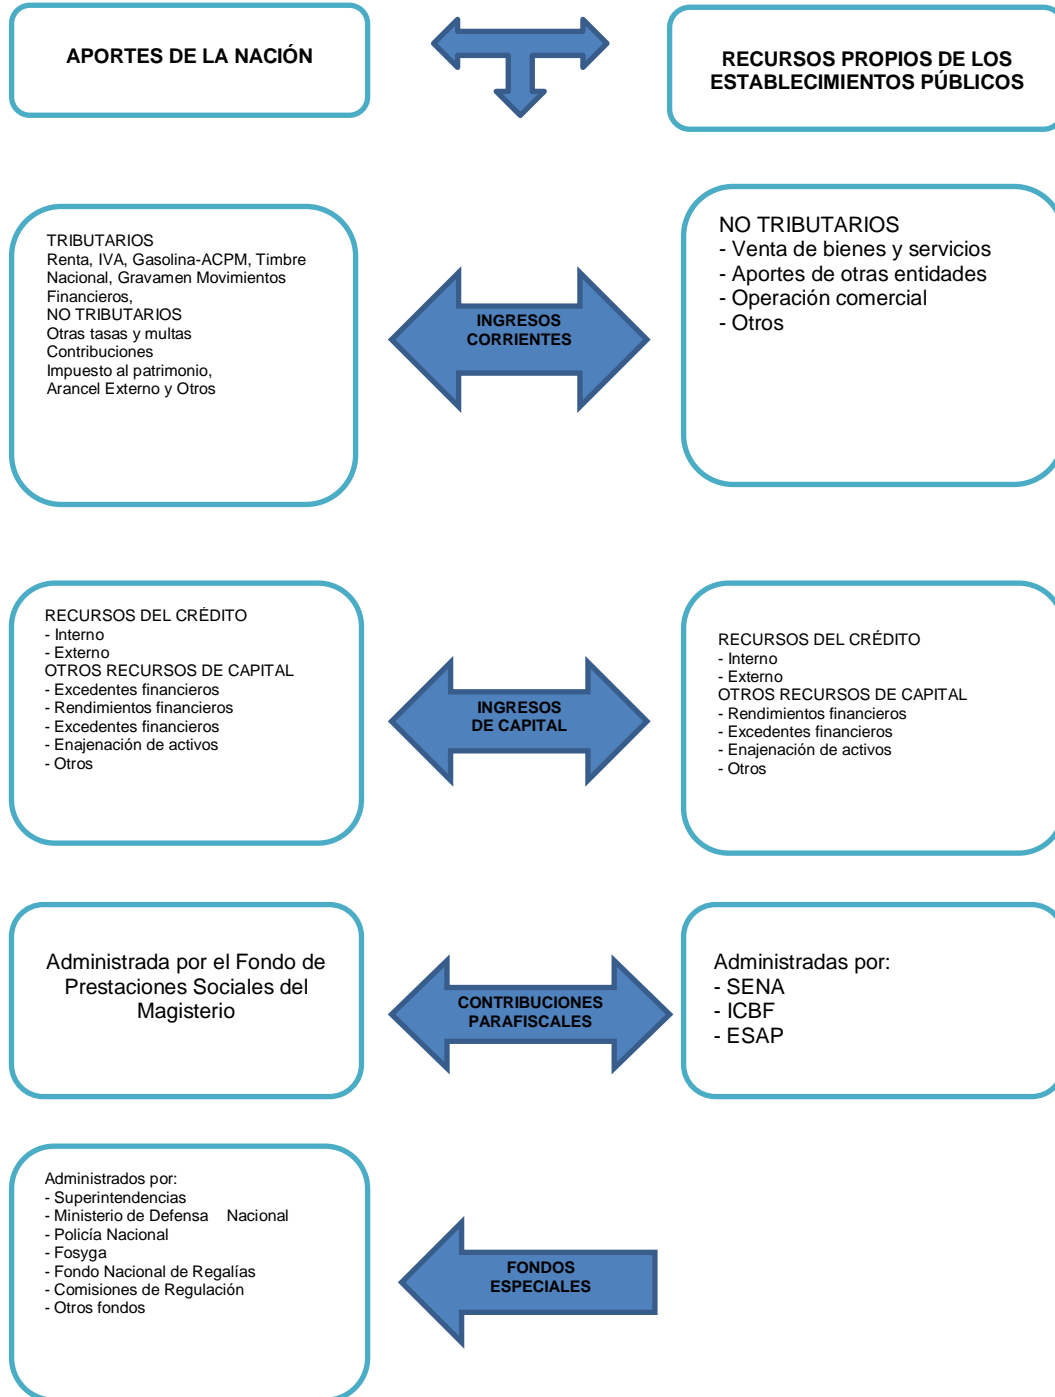 APORTES DE LA NACIÓN
RECURSOS PROPIOS DE LOS
ESTABLECIMIENTOS PÚBLICOS
TRIBUTARIOS
Renta, IVA, Gasolina-ACPM, Timbre
Nacional, Gravamen Movimientos
Financieros,
NO TRIBUTARIOS
Otras tasas y multas
Contribuciones
Impuesto al patrimonio,
Arancel Externo y Otros
INGRESOS
CORRIENTES
NO TRIBUTARIOS
- Venta de bienes y servicios
- Aportes de otras entidades
- Operación comercial
- Otros
RECURSOS DEL CRÉDITO
- Interno
- Externo
OTROS RECURSOS DE CAPITAL
- Excedentes financieros
- Rendimientos financieros
- Excedentes financieros
- Enajenación de activos
- Otros
INGRESOS
DE CAPITAL
RECURSOS DEL CRÉDITO
- Interno
- Externo
OTROS RECURSOS DE CAPITAL
- Rendimientos financieros
- Excedentes financieros
- Enajenación de activos
- Otros
Administrada por el Fondo de
Prestaciones Sociales del
Magisterio
CONTRIBUCIONES
PARAFISCALES
Administradas por:
- SENA
- ICBF
- ESAP
Administrados por:
- Superintendencias
- Ministerio de Defensa Nacional
- Policía Nacional
- Fosyga
- Fondo Nacional de Regalías
- Comisiones de Regulación
- Otros fondos
FONDOS
ESPECIALES